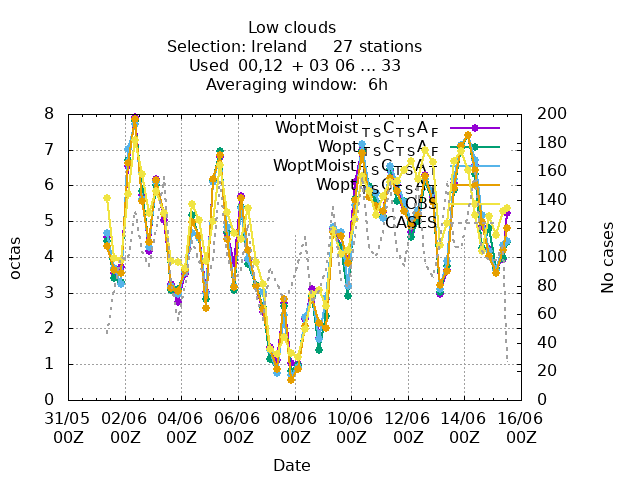 Low clouds
Selection: Ireland 27 stations
Used 00,12 + 03 06 ... 33
Averaging window: 6h
8 200
7 180
6 160
5 140
4 120
3 100
2 80
1 60
0 40
20
0
WoptMoist T S C T S A F
Wopt T S C T S A F
WoptMoist T S C T S A
Wopt T S C T S A
OBS
CASES
octas
No cases
31/05 02/06 04/06 06/06 08/06 10/06 12/06 14/06 16/06
00Z 00Z 00Z 00Z 00Z 00Z 00Z 00Z 00Z
Date